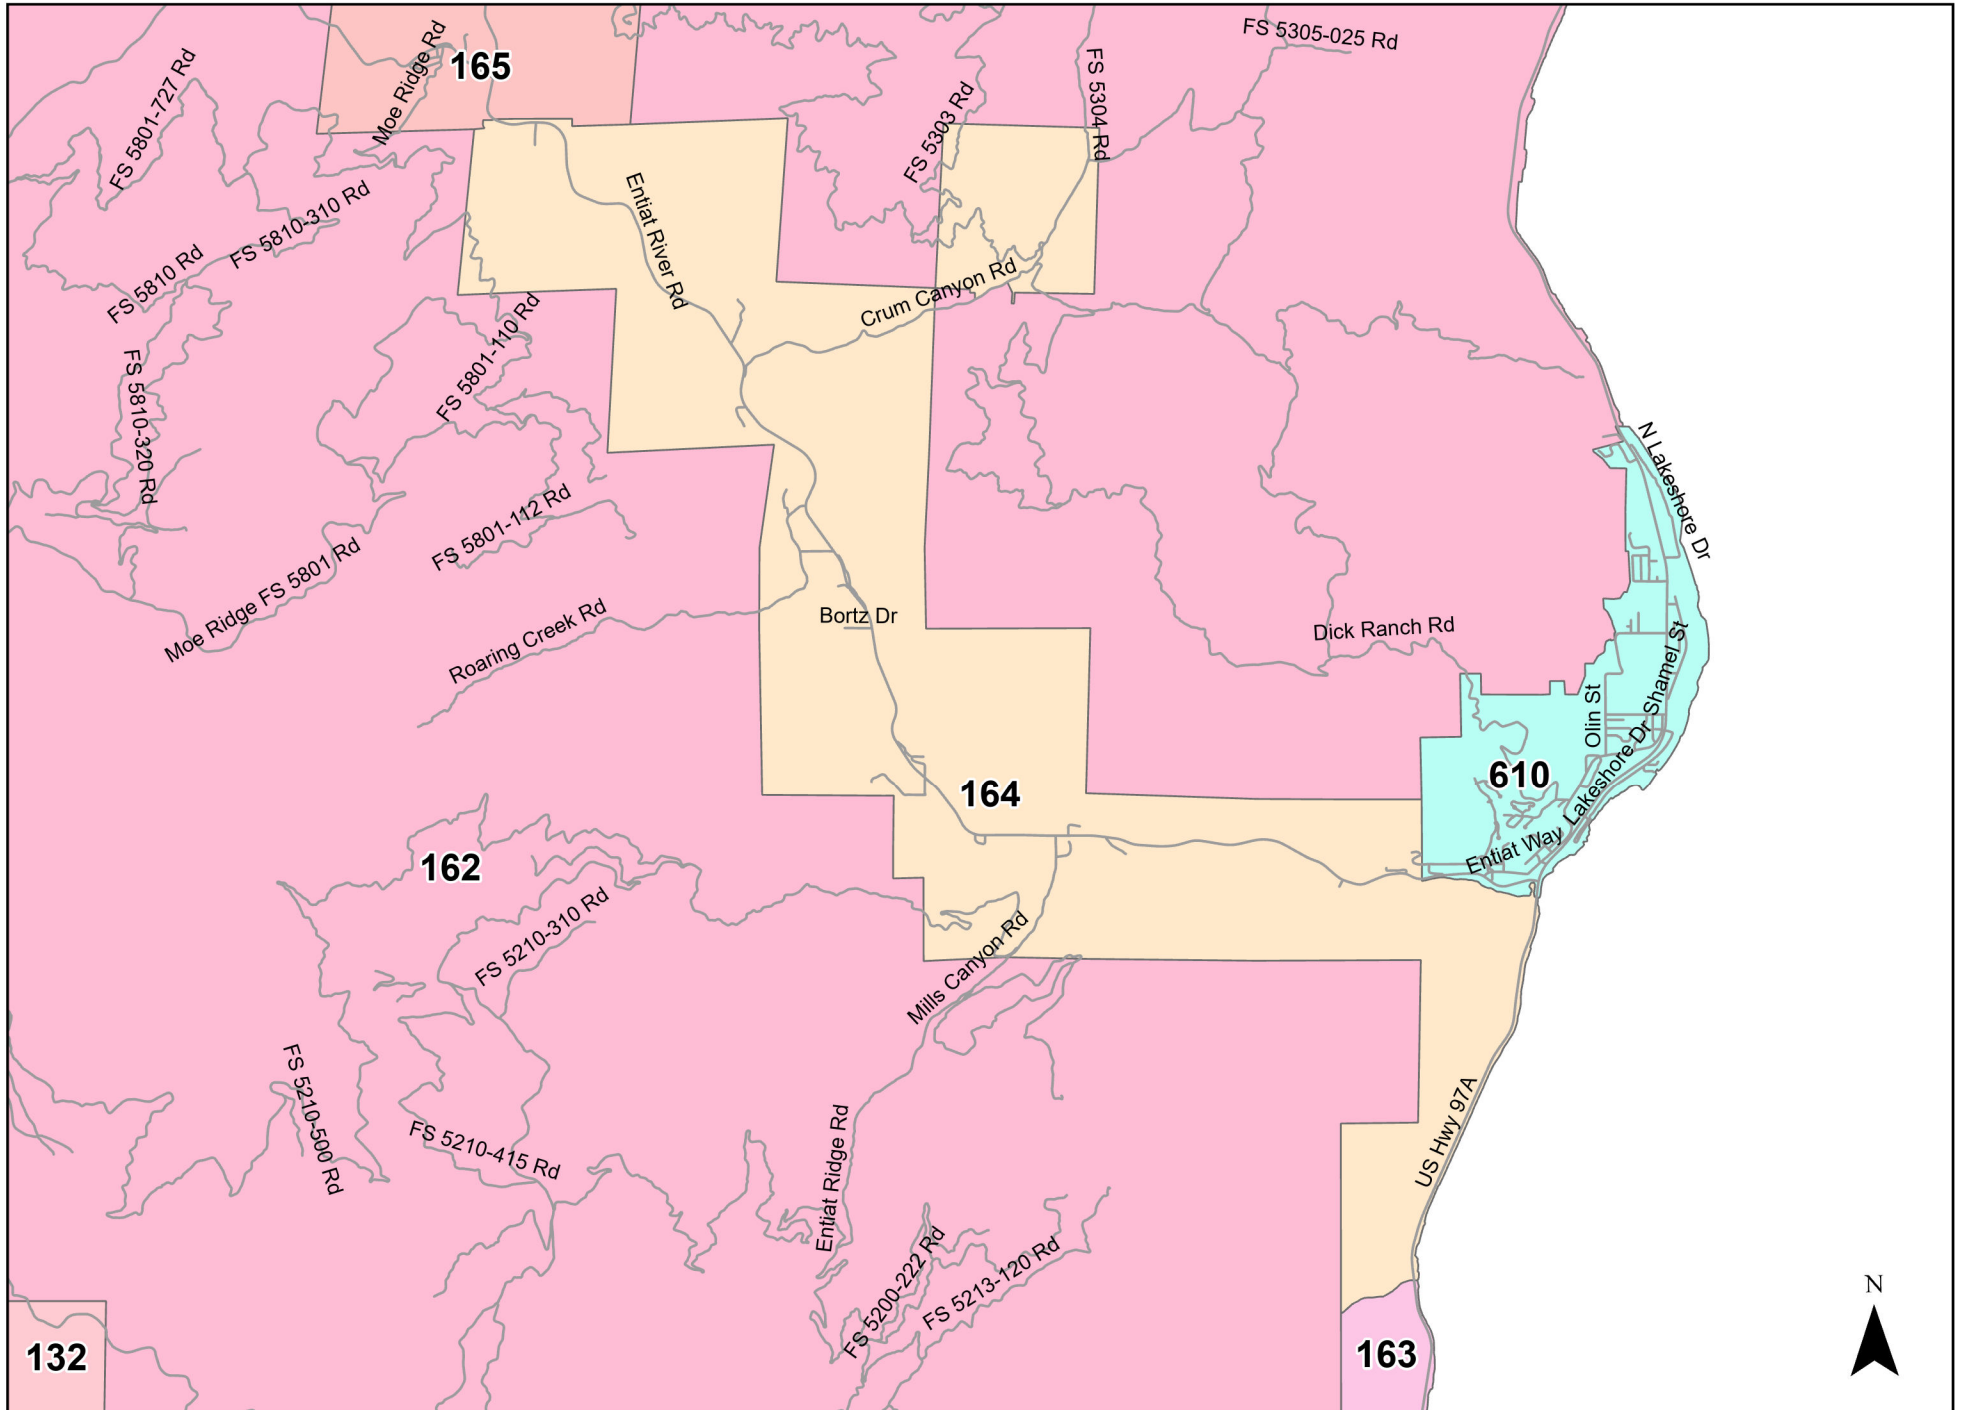 FS 5305-025 Rd
165
Moe Ridge Rd
FS 5801-727 Rd
FS 5304 Rd
FS 5303 Rd
FS 5810-310 Rd
Entiat River Rd
FS 5810 Rd
Crum Canyon Rd
FS 5801-110 Rd
FS 5810-320 Rd
N Lakeshore Dr
FS 5801-112 Rd
Moe Ridge FS 5801 Rd
Roaring Creek Rd
Bortz Dr
Dick Ranch Rd
Shamel St
Olin St
610
164
Lakeshore Dr
Entiat Way
162
FS 5210-310 Rd
Mills Canyon Rd
FS 5210-5000 Rd
FS 5210-415 Rd
Entiat Ridge Rd
US Hwy 97A
FS 5200-222 Rd
FS 5213-120 Rd
N
132
163